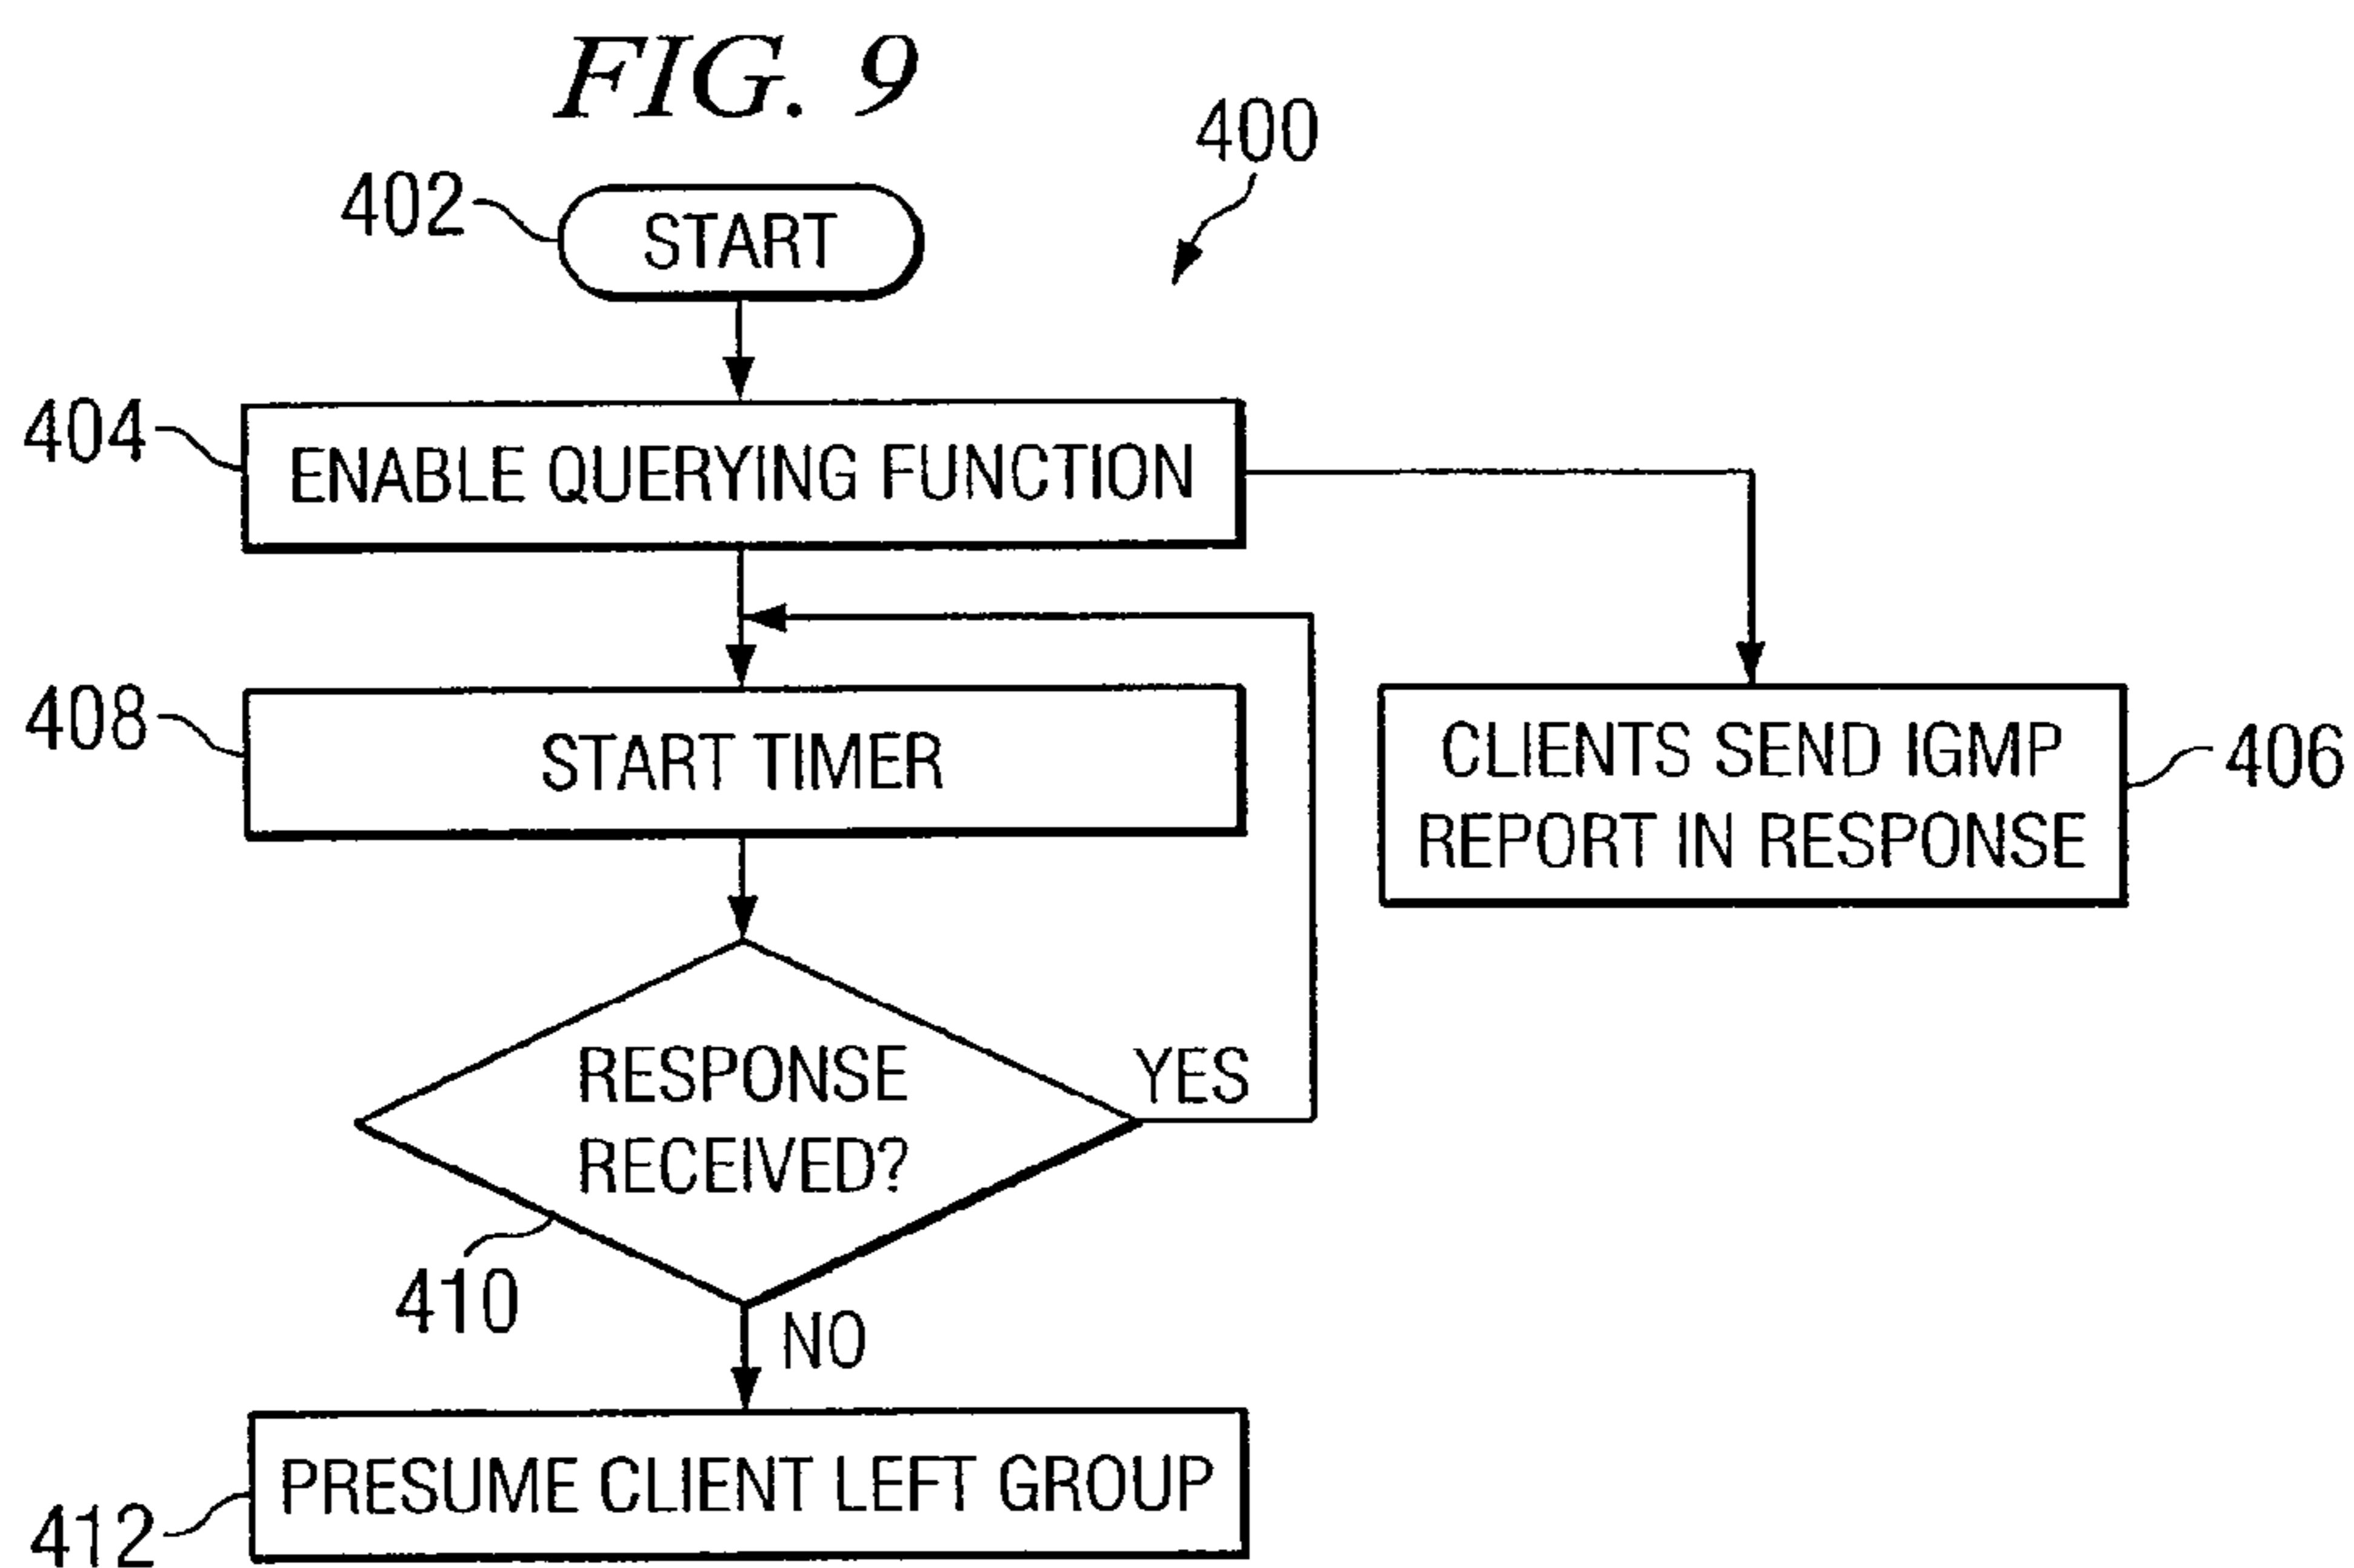 FIG. 9
400
402
START
404
ENABLE QUERYING FUNCTION
408
START TIMER
CLIENTS SEND IGMP
REPORT IN RESPONSE
406
RESPONSE
RECEIVED?
YES
410
NO
412
PRESUME CLIENT LEFT GROUP